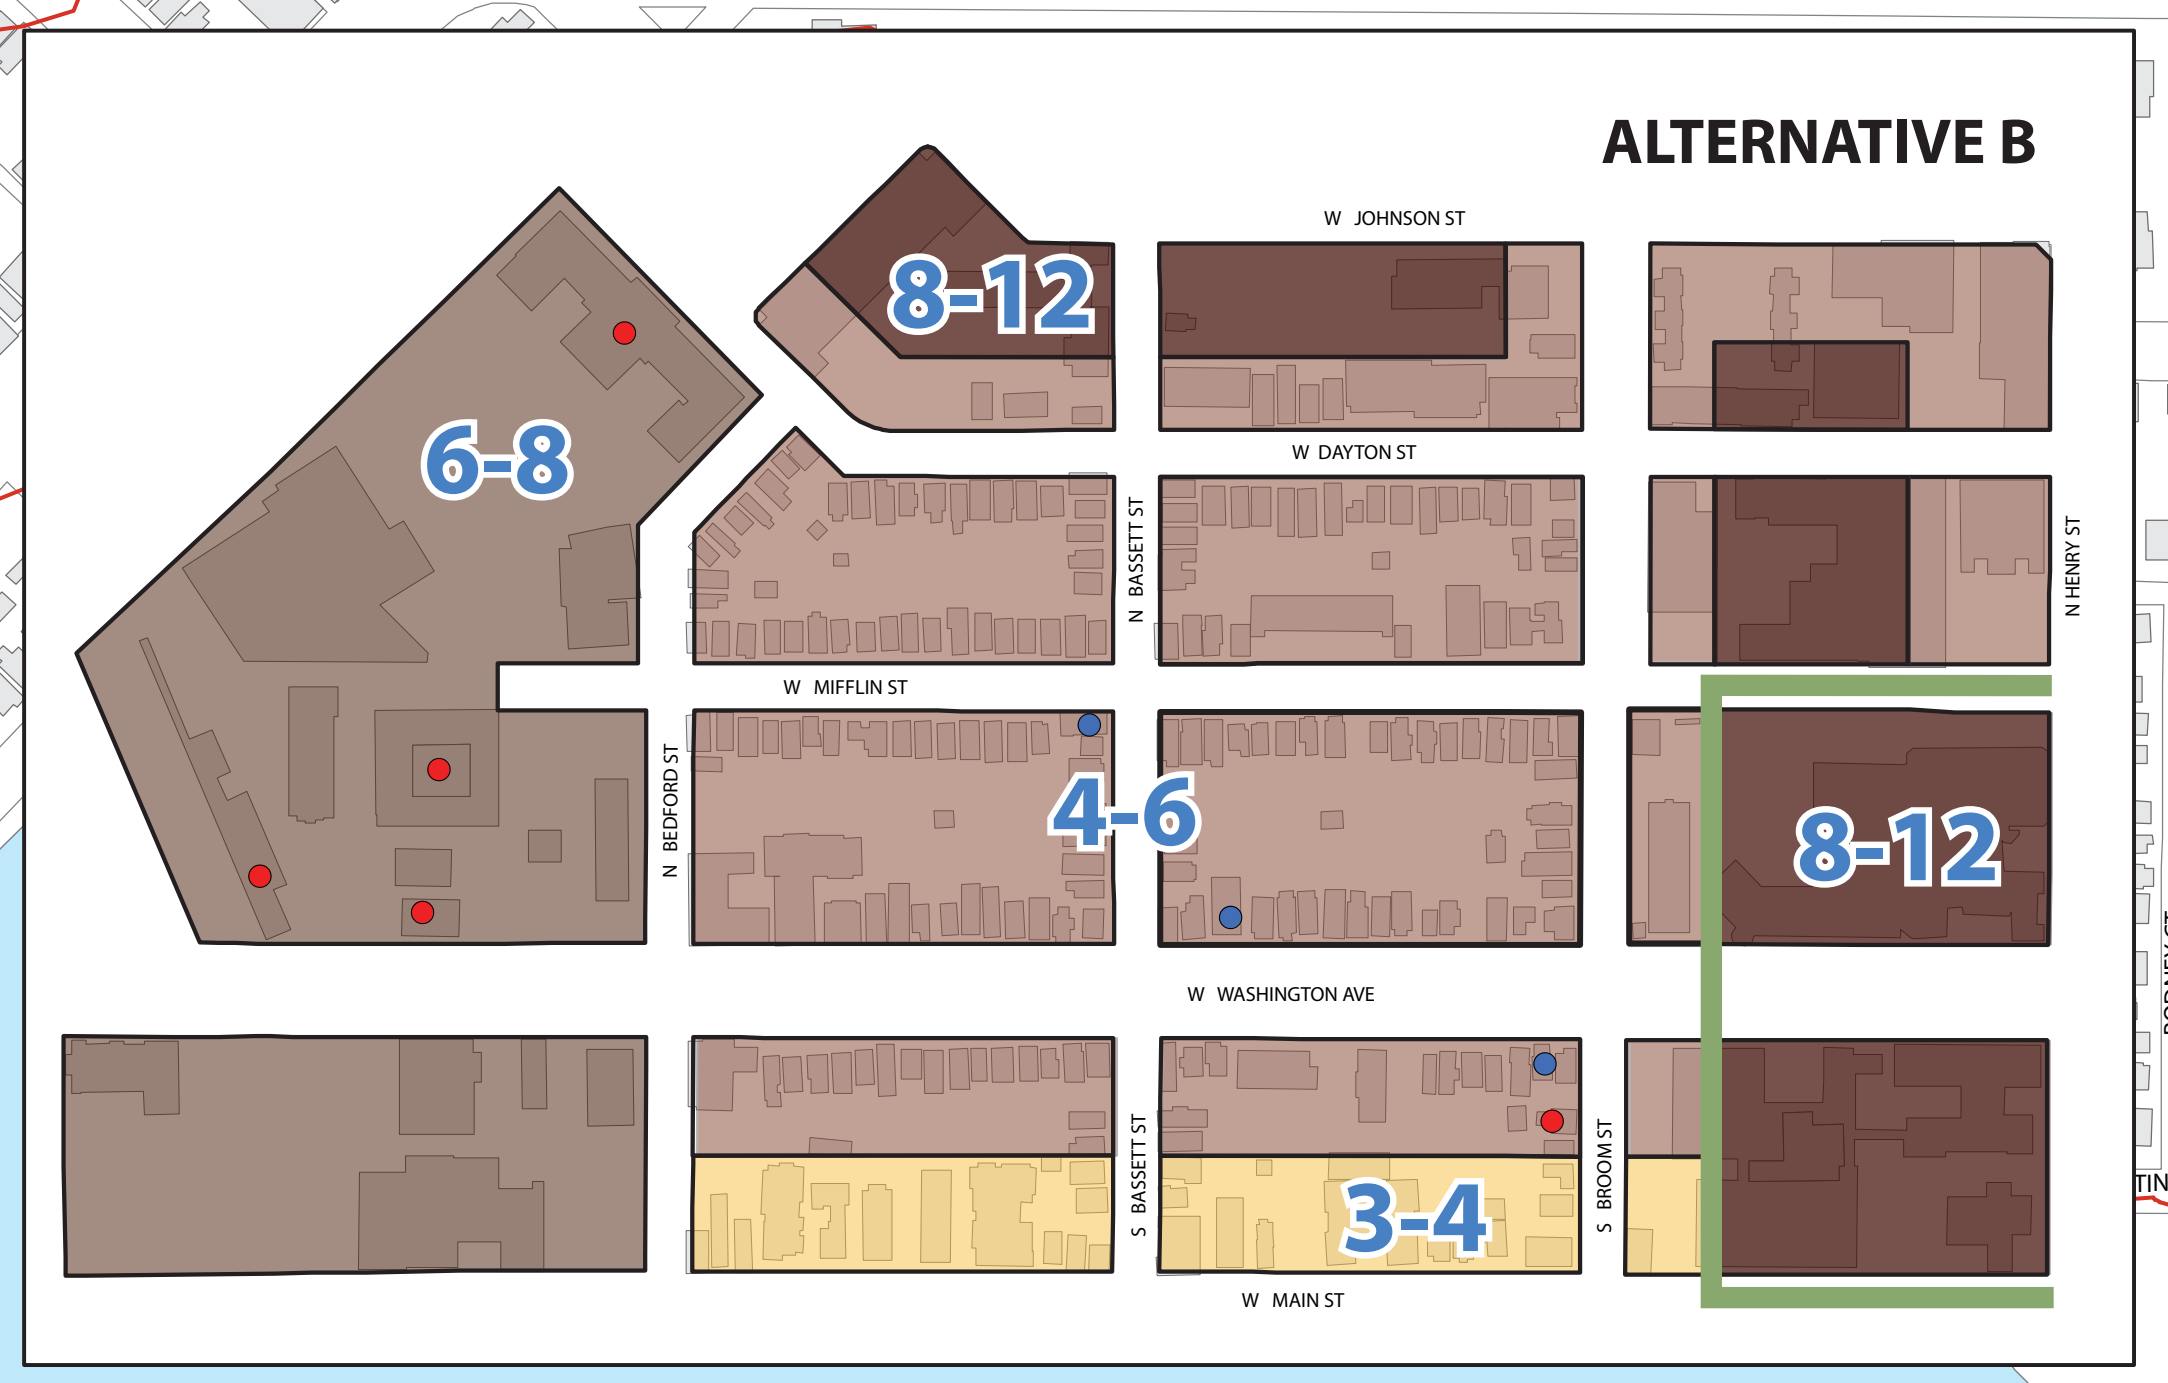 ALTERNATIVE B
W JOHNSON ST
8-12
6-8
W DAYTON ST
N BASSETT ST
N HENRY ST
W MIFFLIN ST
N BEDFORD ST
4-6
8-12
W WASHINGTON AVE
S BASSETT ST
S BROOM ST
TIN
3-4
W MAIN ST